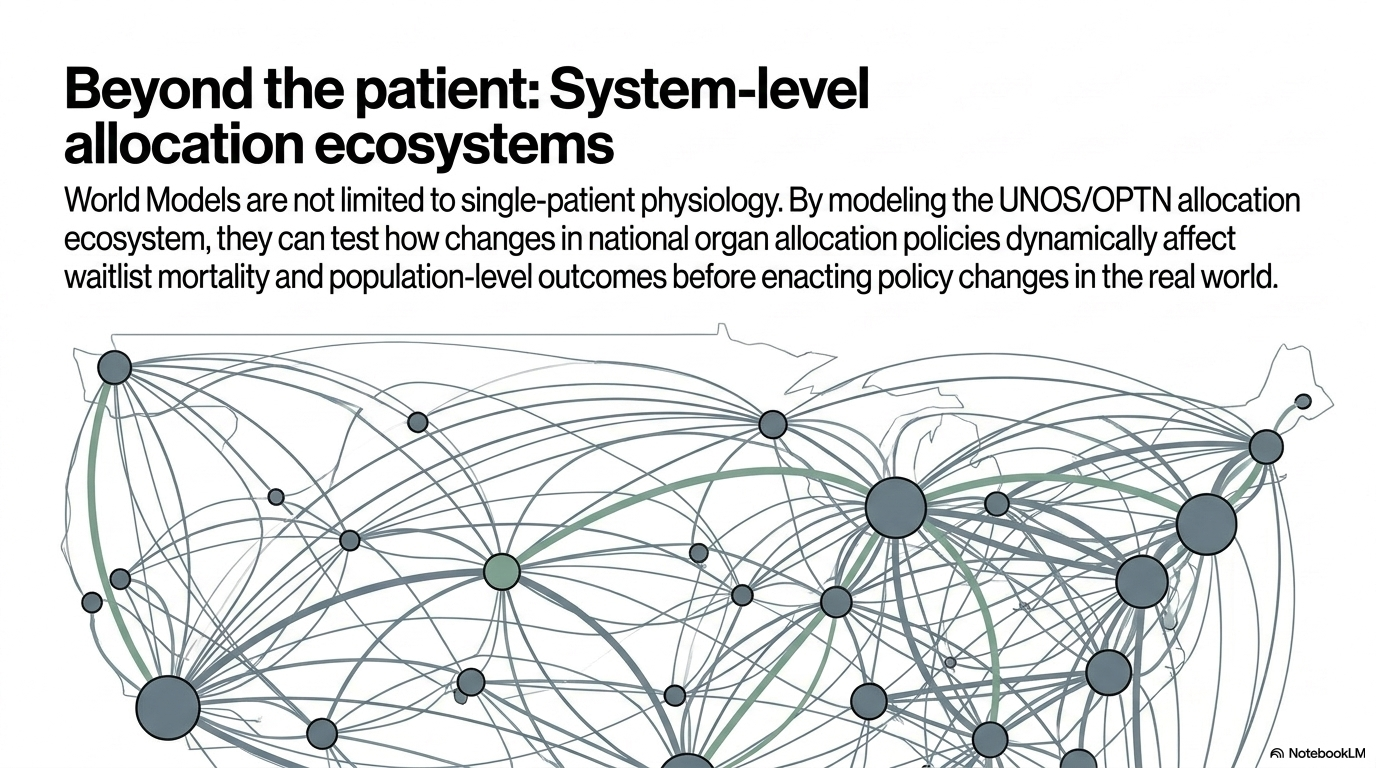 Beyond the patient: System-level
allocation ecosystems
World Models are not limited to single-patient physiology. By modeling the UNOS/OPTN allocation
ecosystem, they can test how changes in national organ allocation policies dynamically affect
waitlist mortality and population-level outcomes before enacting policy changes in the real world.
NotebookLM